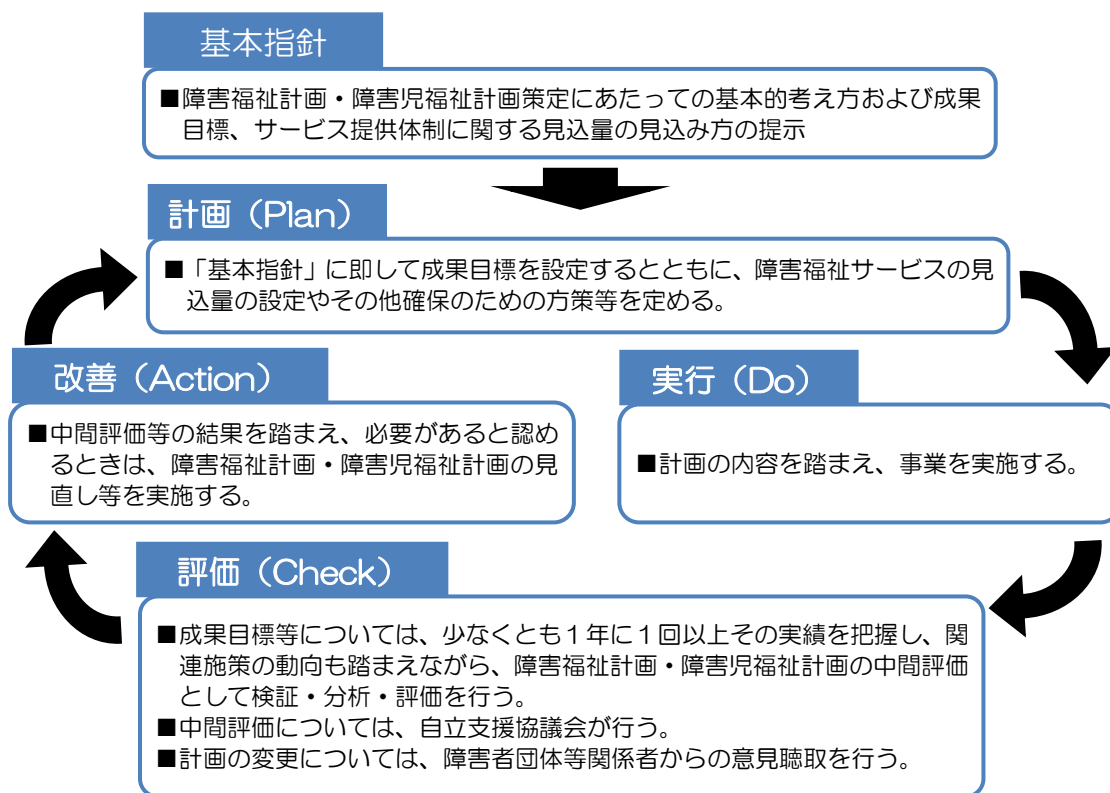 基本指針
■障害福祉計画・障害児福祉計画策定にあたっての基本的考え方および成果
目標、サービス提供体制に関する見込量の見込み方の提示
計画（Plan）
■「基本指針」に即して成果目標を設定するとともに、障害福祉サービスの見
込量の設定やその他確保のための方策等を定める。
改善（Action）
■中間評価等の結果を踏まえ、必要があると認め
るときは、障害福祉計画・障害児福祉計画の見
直し等を実施する。
実行（Do）
■計画の内容を踏まえ、事業を実施する。
評価（Check）
■成果目標等については、少なくとも１年に１回以上その実績を把握し、関
連施策の動向も踏まえながら、障害福祉計画・障害児福祉計画の中間評価
として検証・分析・評価を行う。
■中間評価については、自立支援協議会が行う。
■計画の変更については、障害者団体等関係者からの意見聴取を行う。